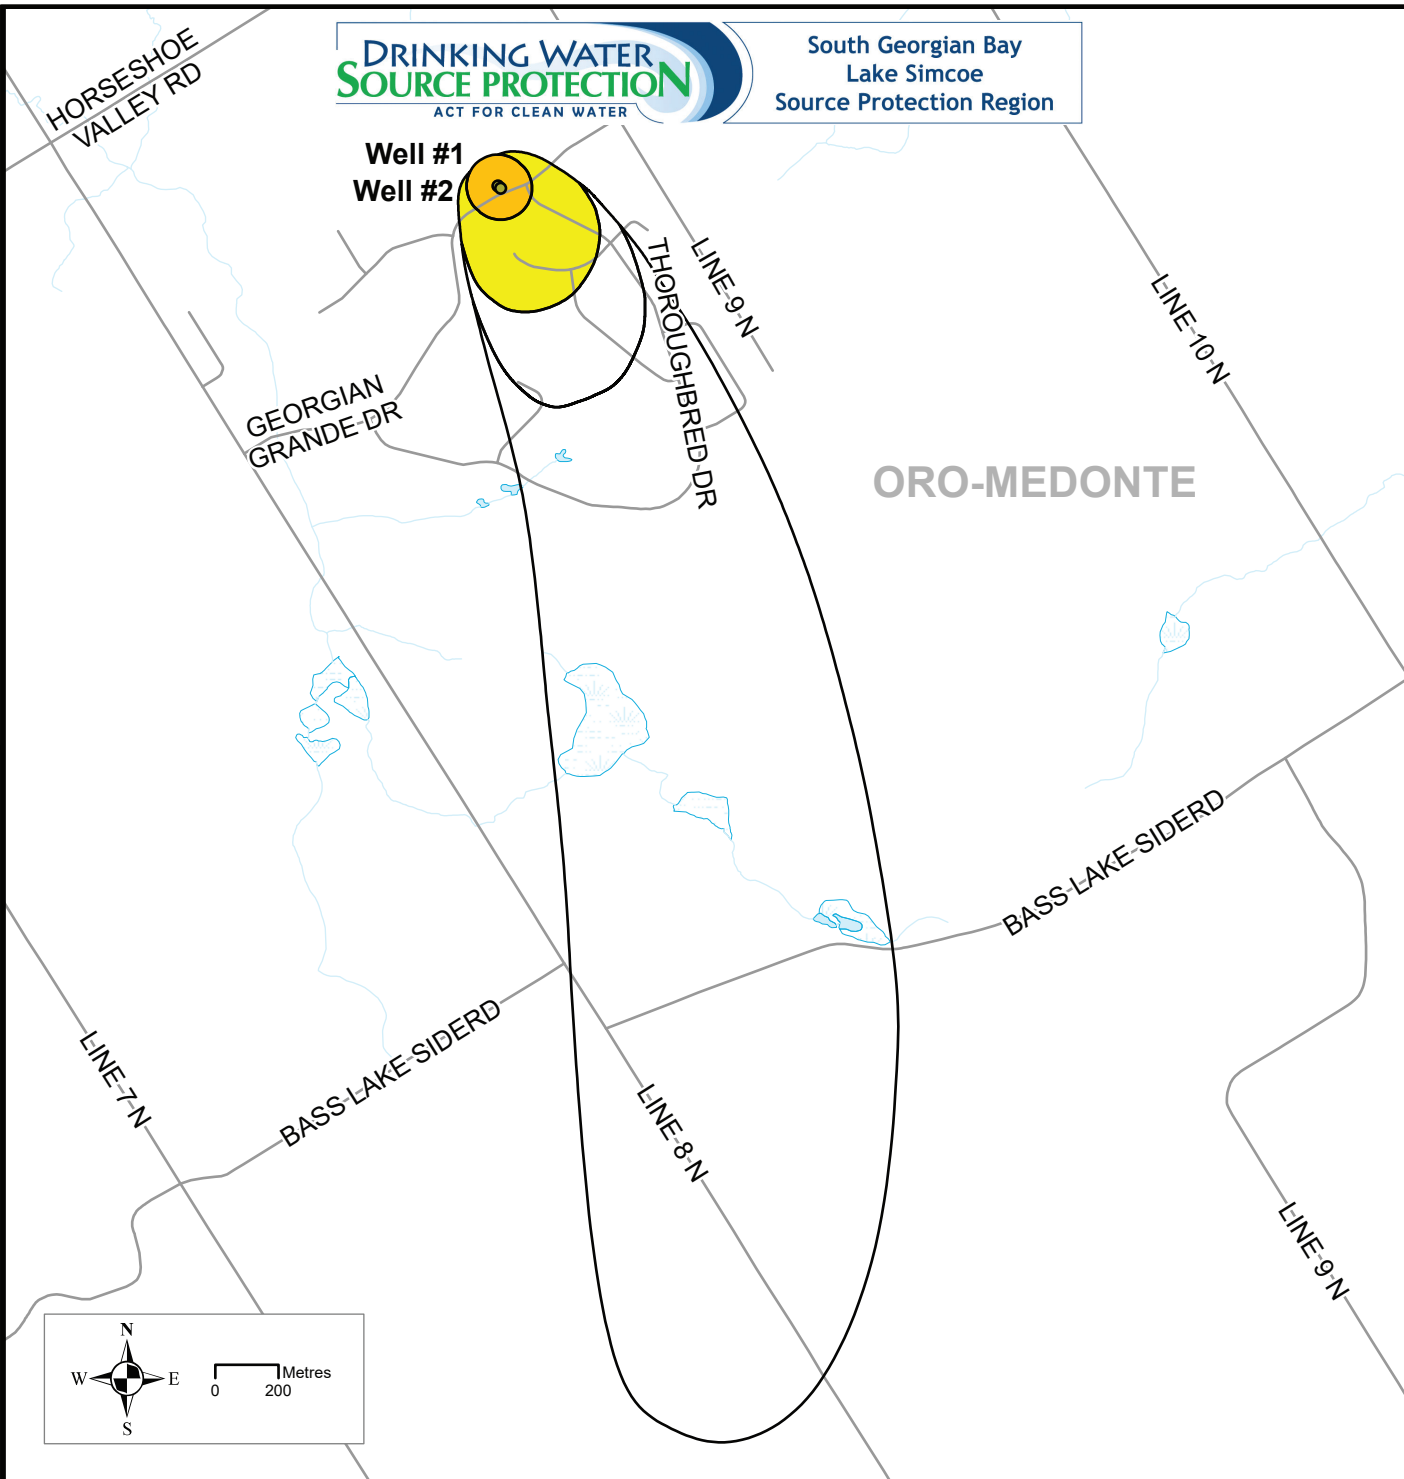 DRINKING WATER
SOURCE PROTECTION
ACT FOR CLEAN WATER
South Georgian Bay
Lake Simcoe
Source Protection Region
HORSESHOE
VALLEY RD
Well #1
Well #2
THOROUGHBRED DR
LINE 9 N
LINE 10 N
GEORGIAN
GRANDE DR
ORO-MEDONTE
BASS LAKE SIDERD
BASS LAKE SIDERD
LINE 7 N
LINE 8 N
LINE 9 N
N
W
E
S
Metres
0
200